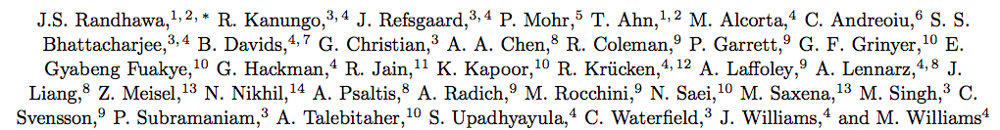 J.S. Randhawa,1, 2, * R. Kanungo,3, 4 J. Refsgaard,3, 4 P. Mohr,5 T. Ahn,1, 2 M. Alcorta,4 C. Andreoiu,6 S. S.
Bhattacharjee,3, 4 B. Davids,4, 7 G. Christian,3 A. A. Chen,8 R. Coleman,9 P. Garrett,9 G. F. Grinyer,10 E.
Gyabeng Fuakye,10 G. Hackman,4 R. Jain,11 K. Kapoor,10 R. Krücken,4, 12 A. Laffoley,9 A. Lennarz,4, 8 J.
Liang,8 Z. Meisel,13 N. Nikhil,14 A. Psaltis,8 A. Radich,9 M. Rocchini,9 N. Saei,10 M. Saxena,13 M. Singh,3 C.
Svensson,9 P. Subramaniam,3 A. Talebitaher,10 S. Upadhyayula,4 C. Waterfield,3 J. Williams,4 and M. Williams4